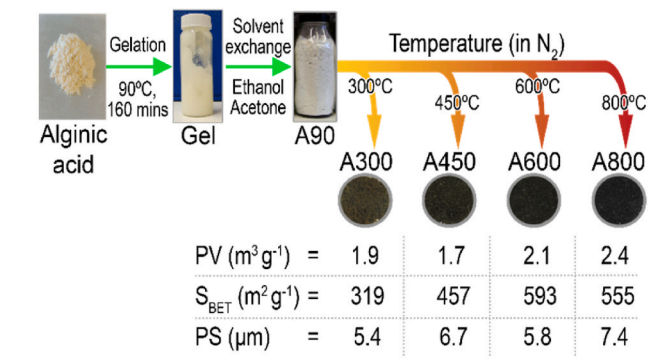 Alginic acid
Gelation
90ºC, 160 mins
Gel
Solvent exchange
Ethanol Acetone
A90
Temperature (in N₂)
300ºC 450ºC 600ºC 800ºC
A300 A450 A600 A800
PV (m³ g⁻¹) = 1.9 1.7 2.1 2.4
S_BET (m² g⁻¹) = 319 457 593 555
PS (µm) = 5.4 6.7 5.8 7.4